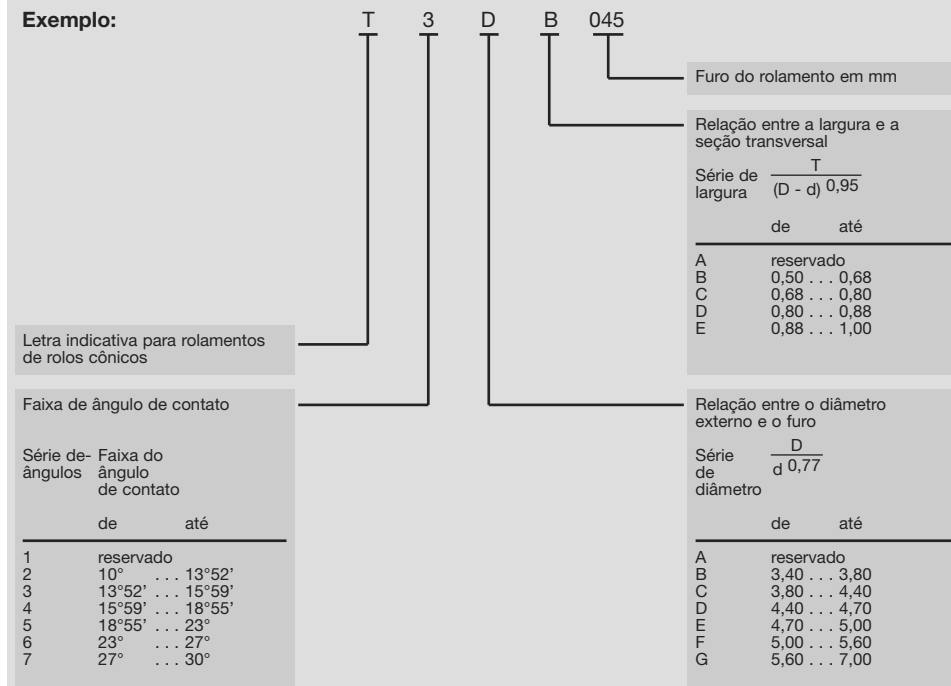 Exemplo:
T 3 D B 045
Furo do rolamento em mm
Relação entre a largura e a
seção transversal
Série de
largura
T
(D - d) 0,95
de até
A reservado
B 0,50 . . . 0,68
C 0,68 . . . 0,80
D 0,80 . . . 0,88
E 0,88 . . . 1,00
Letra indicativa para rolamentos
de rolos cônicos
Faixa de ângulo de contato
Série de- Faixa do
ângulos ângulo
de contato
de até
1 reservado
2 10° . . . 13°52’
3 13°52’ . . . 15°59’
4 15°59’ . . . 18°55’
5 18°55’ . . . 23°
6 23° . . . 27°
7 27° . . . 30°
Relação entre o diâmetro
externo e o furo
Série
de
diâmetro
D
d 0,77
de até
A reservado
B 3,40 . . . 3,80
C 3,80 . . . 4,40
D 4,40 . . . 4,70
E 4,70 . . . 5,00
F 5,00 . . . 5,60
G 5,60 . . . 7,00